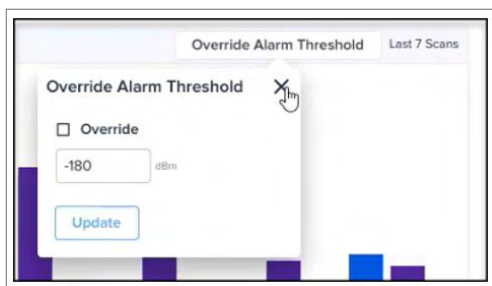 Override Alarm Threshold Last 7 Scans
Override Alarm Threshold
Override
-180 dBm
Update